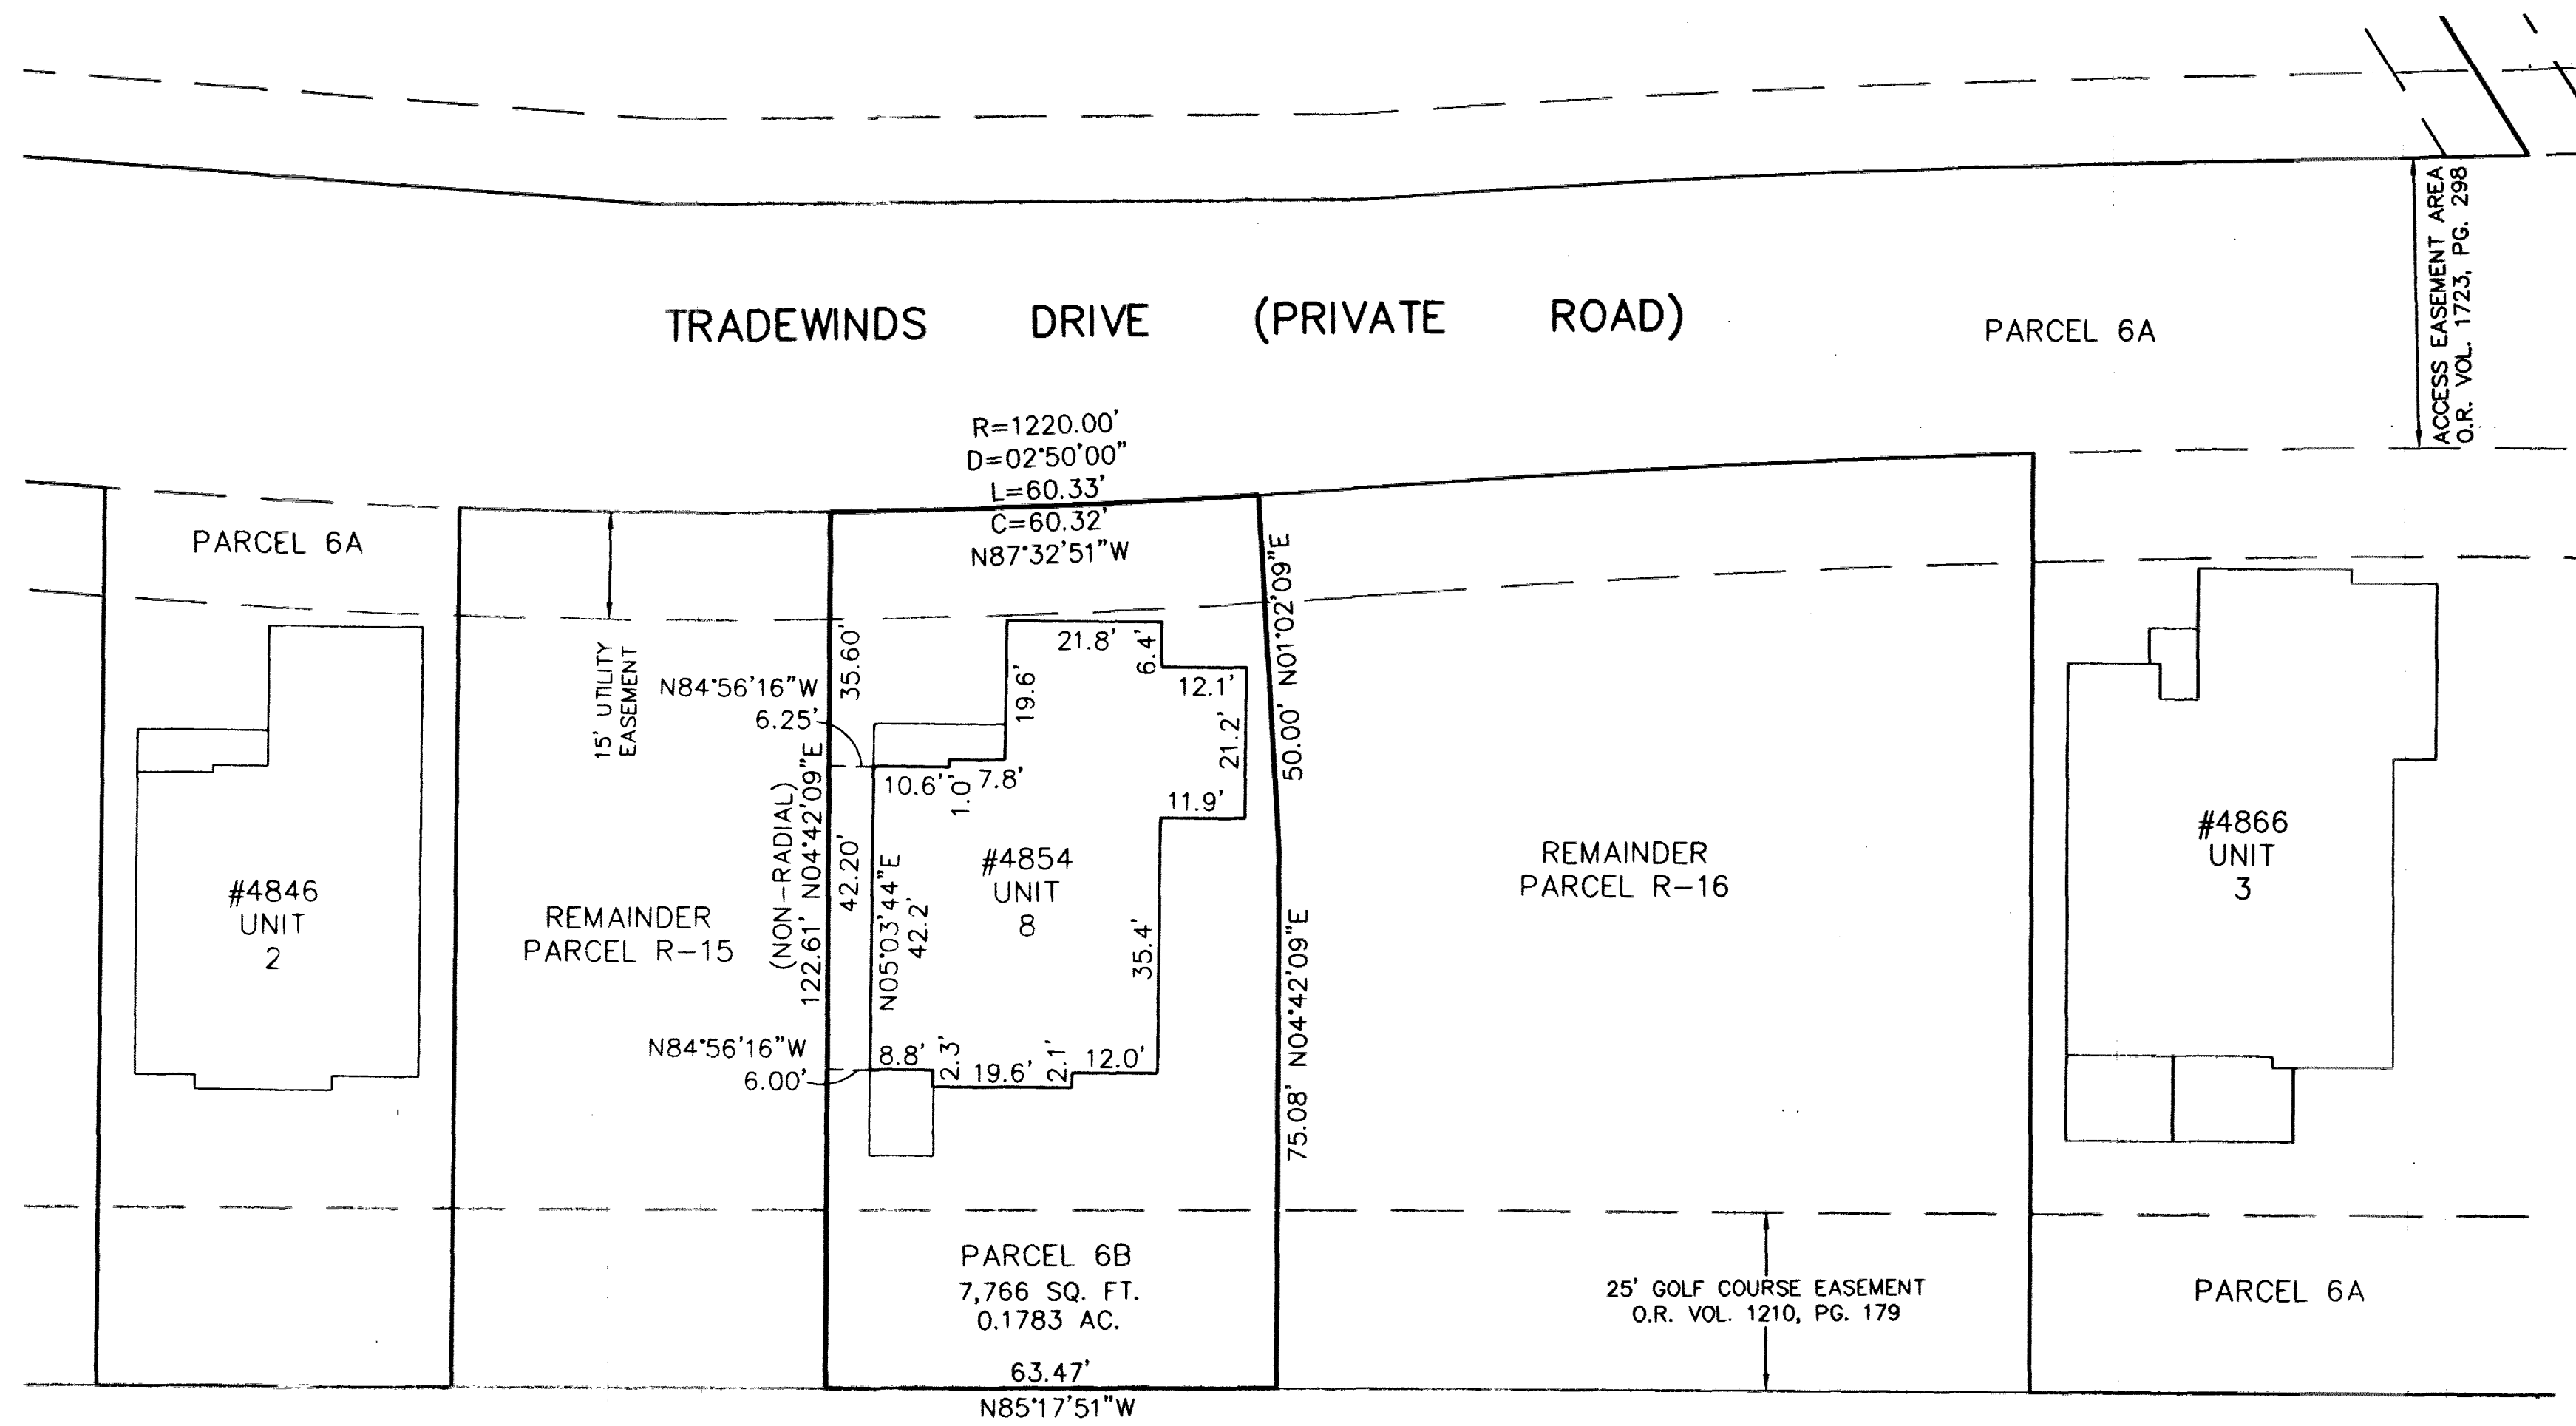 TRADEWINDS DRIVE (PRIVATE ROAD)
PARCEL 6A
ACCESS EASEMENT AREA
O.R. VOL. 1723, PG. 298
R=1220.00'
D=02°50'00"
L=60.33'
C=60.32'
N87°32'51"W
PARCEL 6A
15' UTILITY
EASEMENT
N84°56'16"W
6.25'
35.60'
21.8'
6.4'
19.6'
12.1'
21.2'
50.00' N01°02'09"E
10.6'
1.0'
7.8'
11.9'
(NON-RADIAL)
122.61' N04°42'09"E
42.20'
N05°03'44"E
42.2'
#4854
UNIT
8
35.4'
#4846
UNIT
2
REMAINDER
PARCEL R-15
REMAINDER
PARCEL R-16
#4866
UNIT
3
N84°56'16"W
6.00'
8.8'
2.3'
19.6'
2.1'
12.0'
75.08' N04°42'09"E
PARCEL 6B
7,766 SQ. FT.
0.1783 AC.
63.47'
N85°17'51"W
25' GOLF COURSE EASEMENT
O.R. VOL. 1210, PG. 179
PARCEL 6A